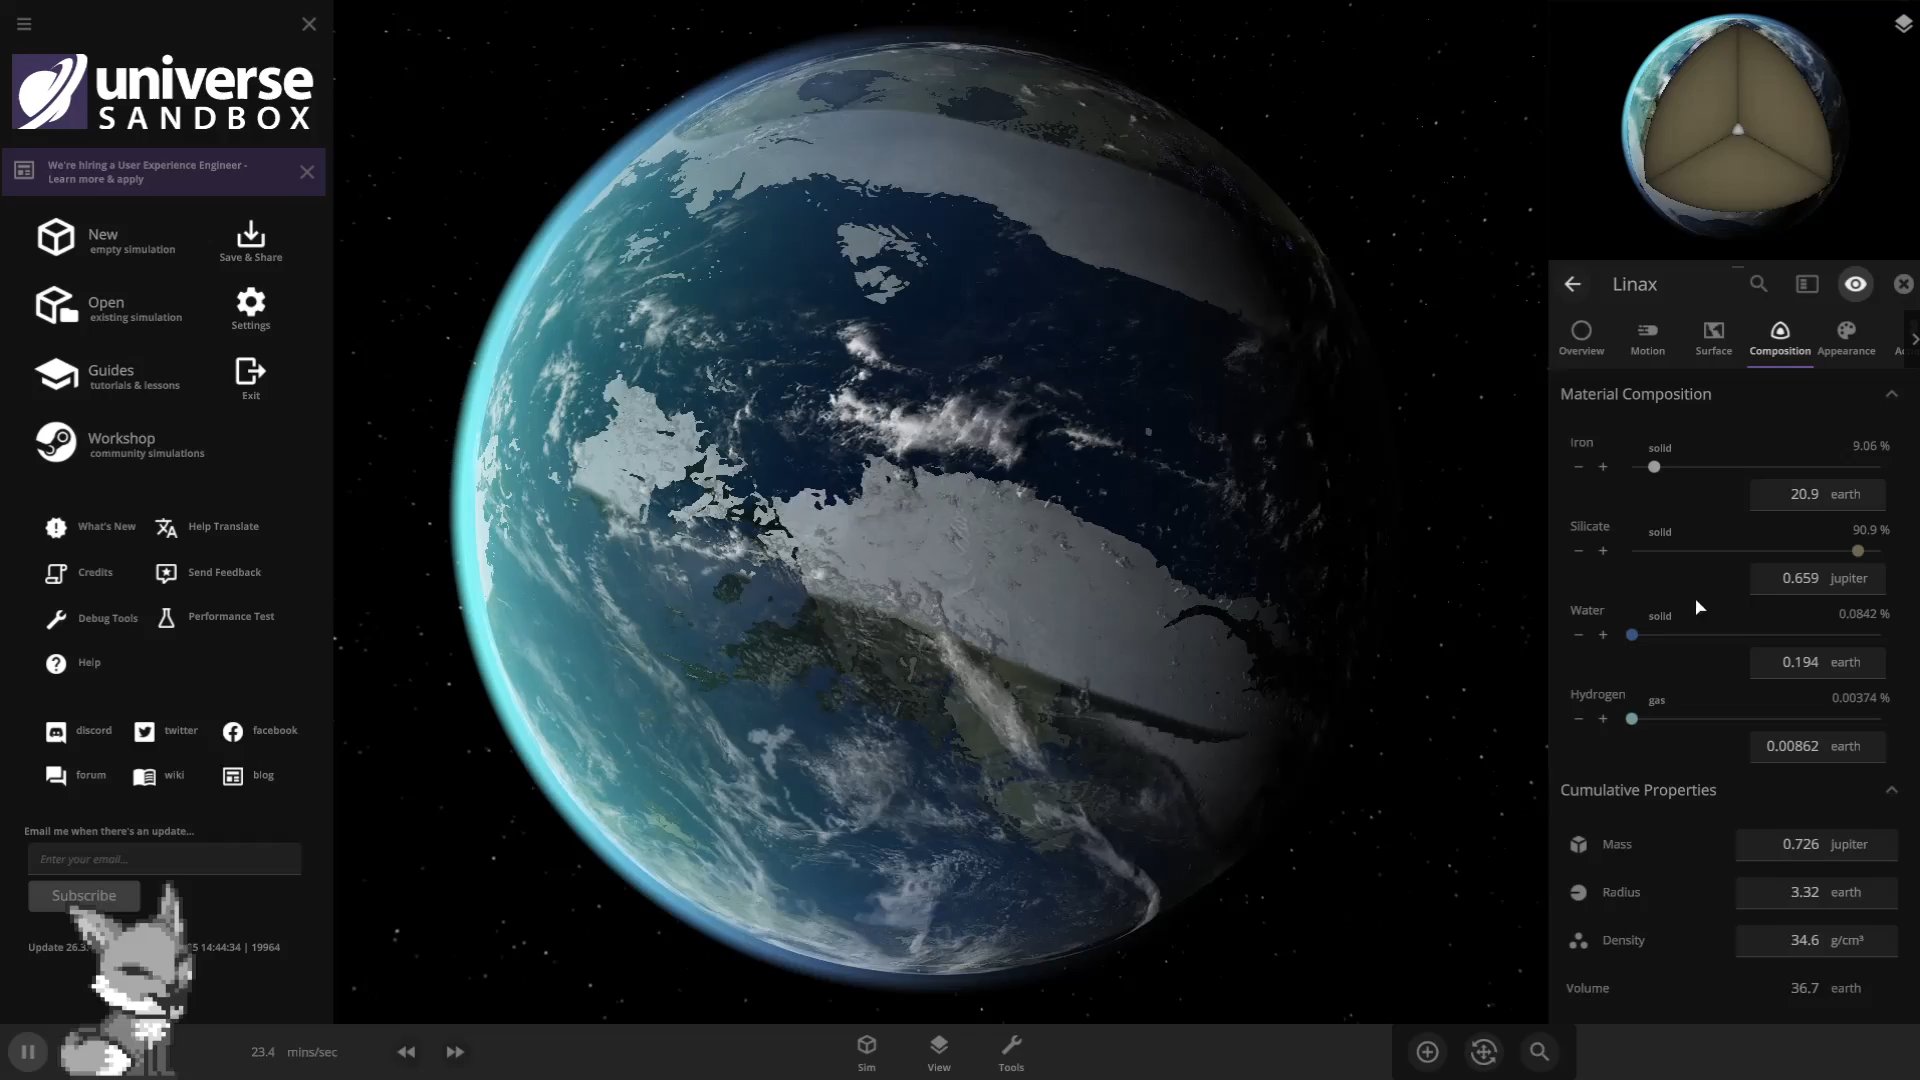 universe
SANDBOX
We're hiring a User Experience Engineer -
Learn more & apply
New
empty simulation
Save & Share
Open
existing simulation
Settings
Guides
tutorials & lessons
Exit
Workshop
community simulations
What's New
Help Translate
Credits
Send Feedback
Debug Tools
Performance Test
Help
discord
twitter
facebook
forum
wiki
blog
Email me when there's an update...
Enter your email...
Subscribe
Update 26.3.
5 14:44:34 | 19964
23.4 mins/sec
Sim
View
Tools
Linax
Overview
Motion
Surface
Composition
Appearance
Material Composition
Iron
solid
9.06 %
20.9 earth
Silicate
solid
90.9 %
0.659 jupiter
Water
solid
0.0842 %
0.194 earth
Hydrogen
gas
0.00374 %
0.00862 earth
Cumulative Properties
Mass
0.726 jupiter
Radius
3.32 earth
Density
34.6 g/cm³
Volume
36.7 earth